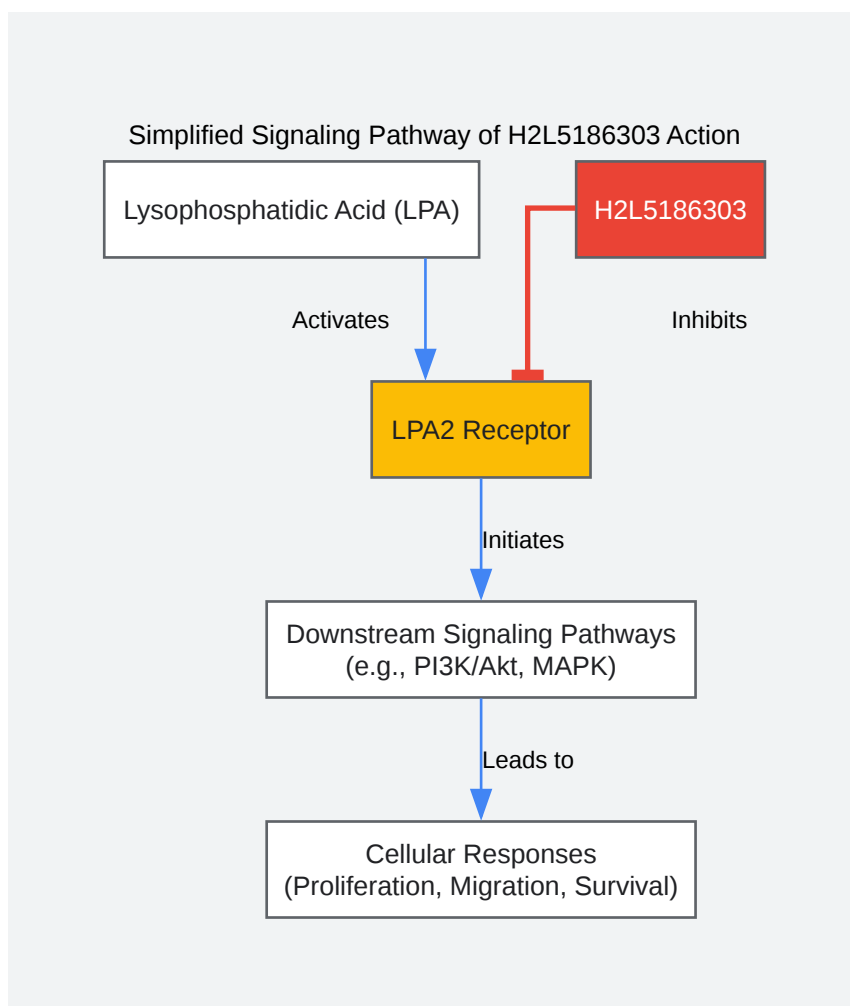 Simplified Signaling Pathway of H2L5186303 Action
Lysophosphatidic Acid (LPA)
H2L5186303
Activates
Inhibits
LPA2 Receptor
Initiates
Downstream Signaling Pathways
(e.g., PI3K/Akt, MAPK)
Leads to
Cellular Responses
(Proliferation, Migration, Survival)